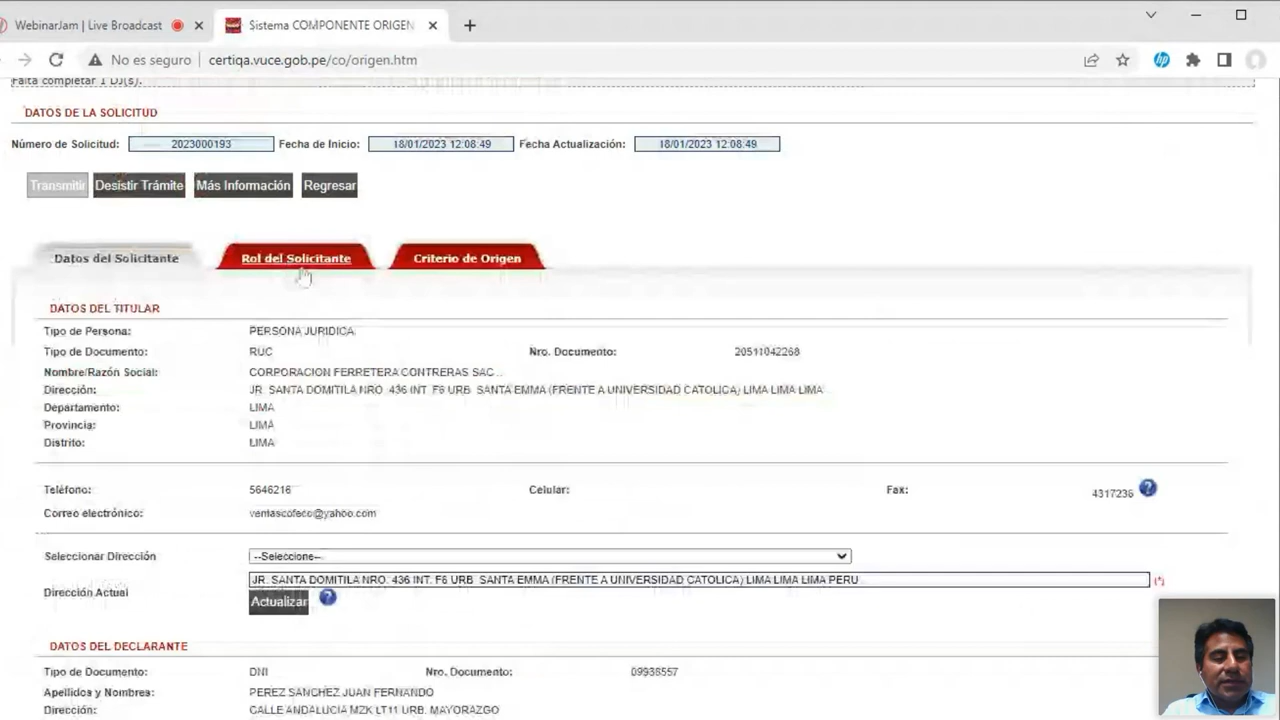 WebinarJam | Live Broadcast
Sistema COMPONENTE ORIGEN
No es seguro | certiqa.vuce.gob.pe/co/origen.htm
Falta completar 1 DJ(s).
DATOS DE LA SOLICITUD
Número de Solicitud: 2023000193 Fecha de Inicio: 18/01/2023 12:08:49 Fecha Actualización: 18/01/2023 12:08:49
Transmitir Desistir Trámite Más Información Regresar
Datos del Solicitante Rol del Solicitante Criterio de Origen
DATOS DEL TITULAR
Tipo de Persona: PERSONA JURIDICA
Tipo de Documento: RUC Nro. Documento: 20511042268
Nombre/Razón Social: CORPORACION FERRETERA CONTRERAS SAC
Dirección: JR. SANTA DOMITILA NRO. 436 INT. F6 URB SANTA EMMA (FRENTE A UNIVERSIDAD CATOLICA) LIMA LIMA LIMA
Departamento: LIMA
Provincia: LIMA
Distrito: LIMA
Teléfono: 5646216 Celular: Fax: 4317236
Correo electrónico: ventascofeco@yahoo.com
Seleccionar Dirección --Seleccione--
JR. SANTA DOMITILA NRO. 436 INT. F6 URB SANTA EMMA (FRENTE A UNIVERSIDAD CATOLICA) LIMA LIMA LIMA PERU (*)
Dirección Actual
Actualizar
DATOS DEL DECLARANTE
Tipo de Documento: DNI Nro. Documento: 09938557
Apellidos y Nombres: PEREZ SANCHEZ JUAN FERNANDO
Dirección: CALLE ANDALUCIA MZK LT11 URB. MAYORAZGO